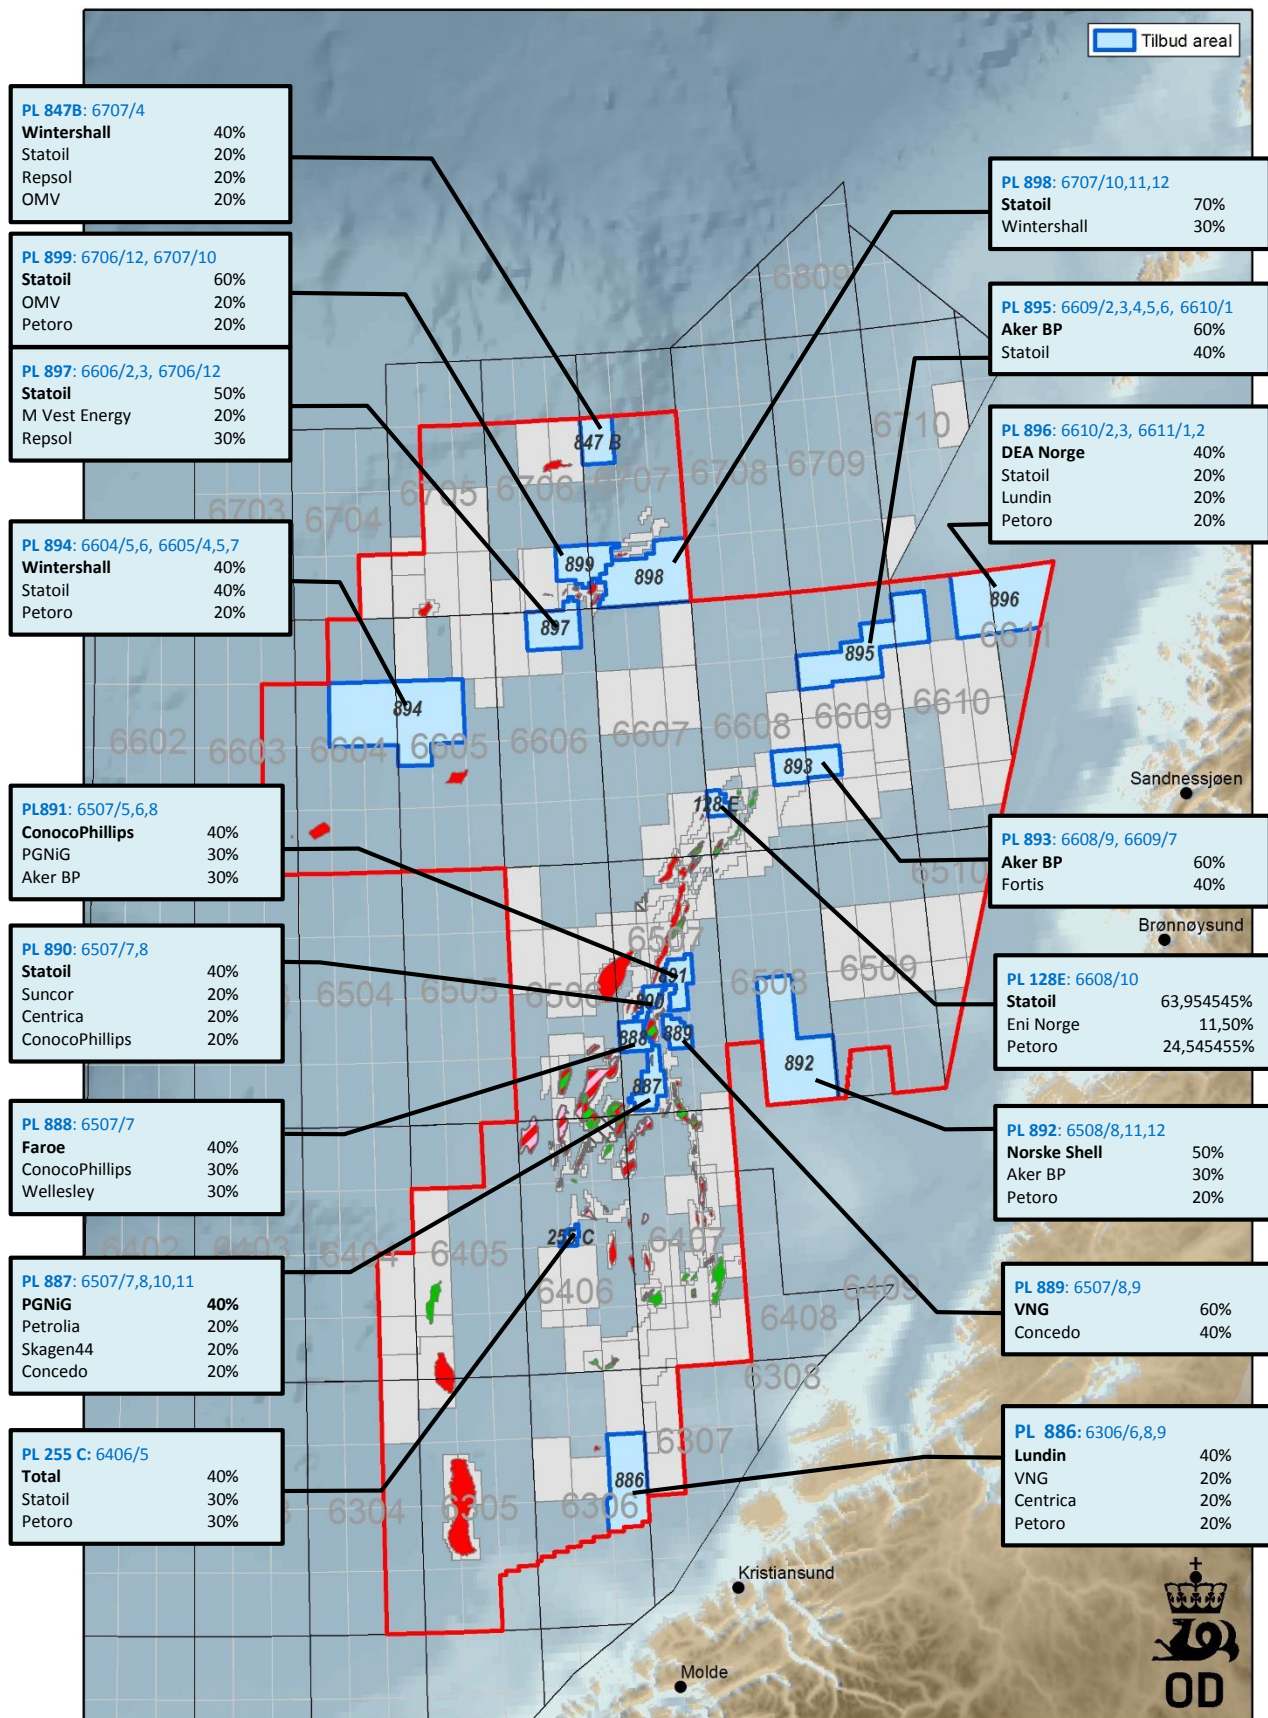 Tilbud areal
PL 847B: 6707/4
Wintershall 40%
Statoil 20%
Repsol 20%
OMV 20%
PL 899: 6706/12, 6707/10
Statoil 60%
OMV 20%
Petoro 20%
PL 897: 6606/2,3, 6706/12
Statoil 50%
M Vest Energy 20%
Repsol 30%
PL 894: 6604/5,6, 6605/4,5,7
Wintershall 40%
Statoil 40%
Petoro 20%
PL891: 6507/5,6,8
ConocoPhillips 40%
PGNiG 30%
Aker BP 30%
PL 890: 6507/7,8
Statoil 40%
Suncor 20%
Centrica 20%
ConocoPhillips 20%
PL 888: 6507/7
Faroe 40%
ConocoPhillips 30%
Wellesley 30%
PL 887: 6507/7,8,10,11
PGNiG 40%
Petrolia 20%
Skagen44 20%
Concedo 20%
PL 255 C: 6406/5
Total 40%
Statoil 30%
Petoro 30%
PL 898: 6707/10,11,12
Statoil 70%
Wintershall 30%
PL 895: 6609/2,3,4,5,6, 6610/1
Aker BP 60%
Statoil 40%
PL 896: 6610/2,3, 6611/1,2
DEA Norge 40%
Statoil 20%
Lundin 20%
Petoro 20%
PL 893: 6608/9, 6609/7
Aker BP 60%
Fortis 40%
PL 128E: 6608/10
Statoil 63,954545%
Eni Norge 11,50%
Petoro 24,545455%
PL 892: 6508/8,11,12
Norske Shell 50%
Aker BP 30%
Petoro 20%
PL 889: 6507/8,9
VNG 60%
Concedo 40%
PL 886: 6306/6,8,9
Lundin 40%
VNG 20%
Centrica 20%
Petoro 20%
6809
6710
847 B
6703
6704
6705
6706
6707
6708
6709
899
898
897
896
895
6611
894
6602
6603
6604
6605
6606
6607
6608
6609
6610
893
128 E
Sandnessjøen
6510
Brønnøysund
6504
6505
6506
6507
6508
6509
891
890
888
889
887
892
6402
6403
6404
6405
255 C
6406
6407
6408
6409
6308
6307
886
6304
6305
6306
Kristiansund
Molde
OD